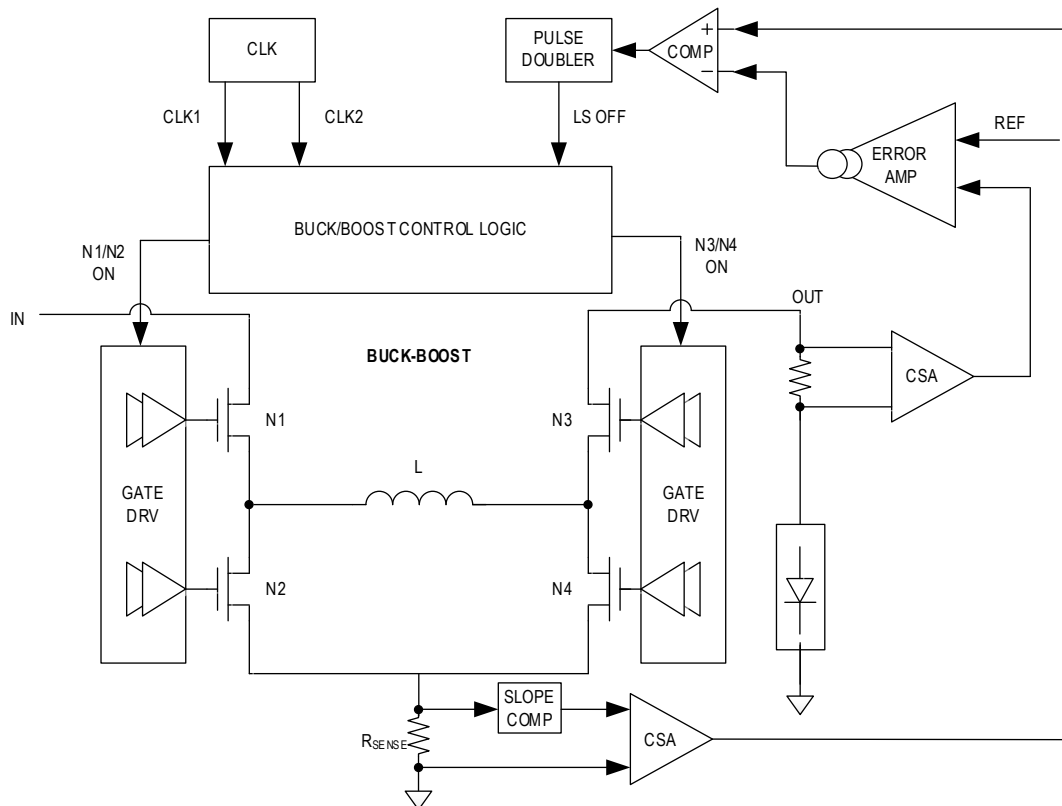 CLK
PULSE
DOUBLER
+
COMP
−
CLK1
CLK2
LS OFF
REF
ERROR
AMP
BUCK/BOOST CONTROL LOGIC
N1/N2
ON
N3/N4
ON
IN
OUT
BUCK-BOOST
CSA
N1
N3
L
GATE
DRV
GATE
DRV
N2
N4
SLOPE
COMP
RSENSE
CSA